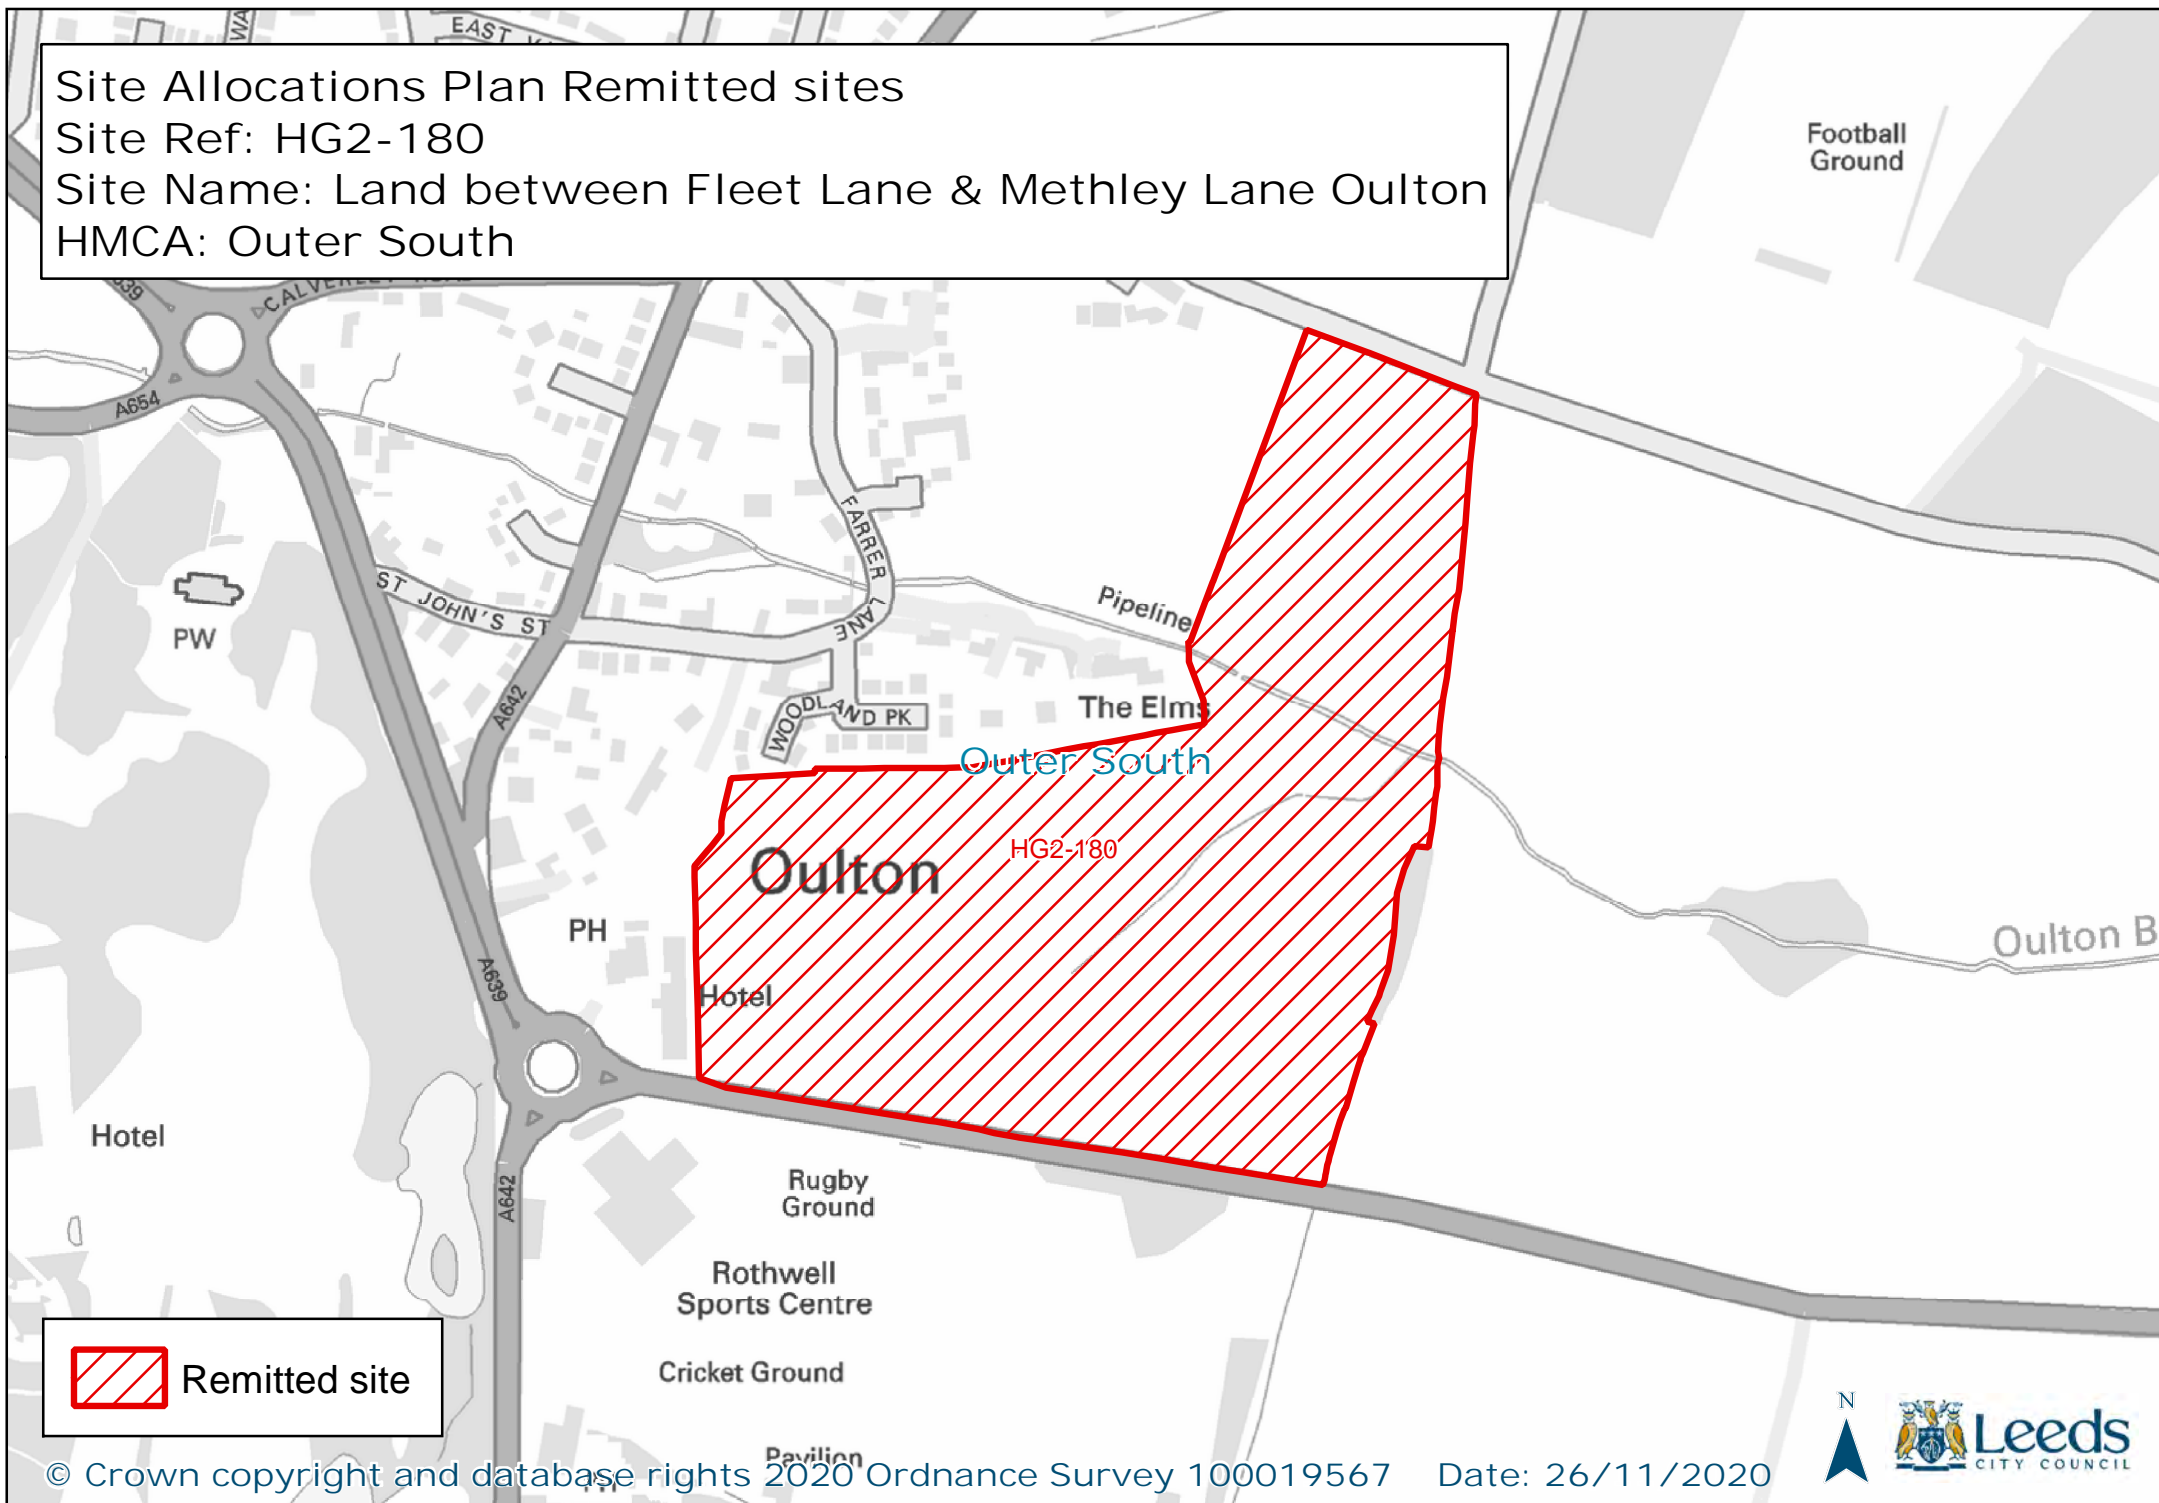 EAST
WA
Site Allocations Plan Remitted sites
Site Ref: HG2-180
Site Name: Land between Fleet Lane & Methley Lane Oulton
HMCA: Outer South
Football
Ground
CALVERLEY
A654
FARRER LANE
ST JOHN'S ST
PW
Pipeline
A642
WOODLAND PK
The Elms
Outer South
HG2-180
Oulton
PH
Oulton B
A639
Hotel
Hotel
A642
Rugby
Ground
Rothwell
Sports Centre
Cricket Ground
Pavilion
Remitted site
N
Leeds
CITY COUNCIL
© Crown copyright and database rights 2020 Ordnance Survey 100019567 Date: 26/11/2020